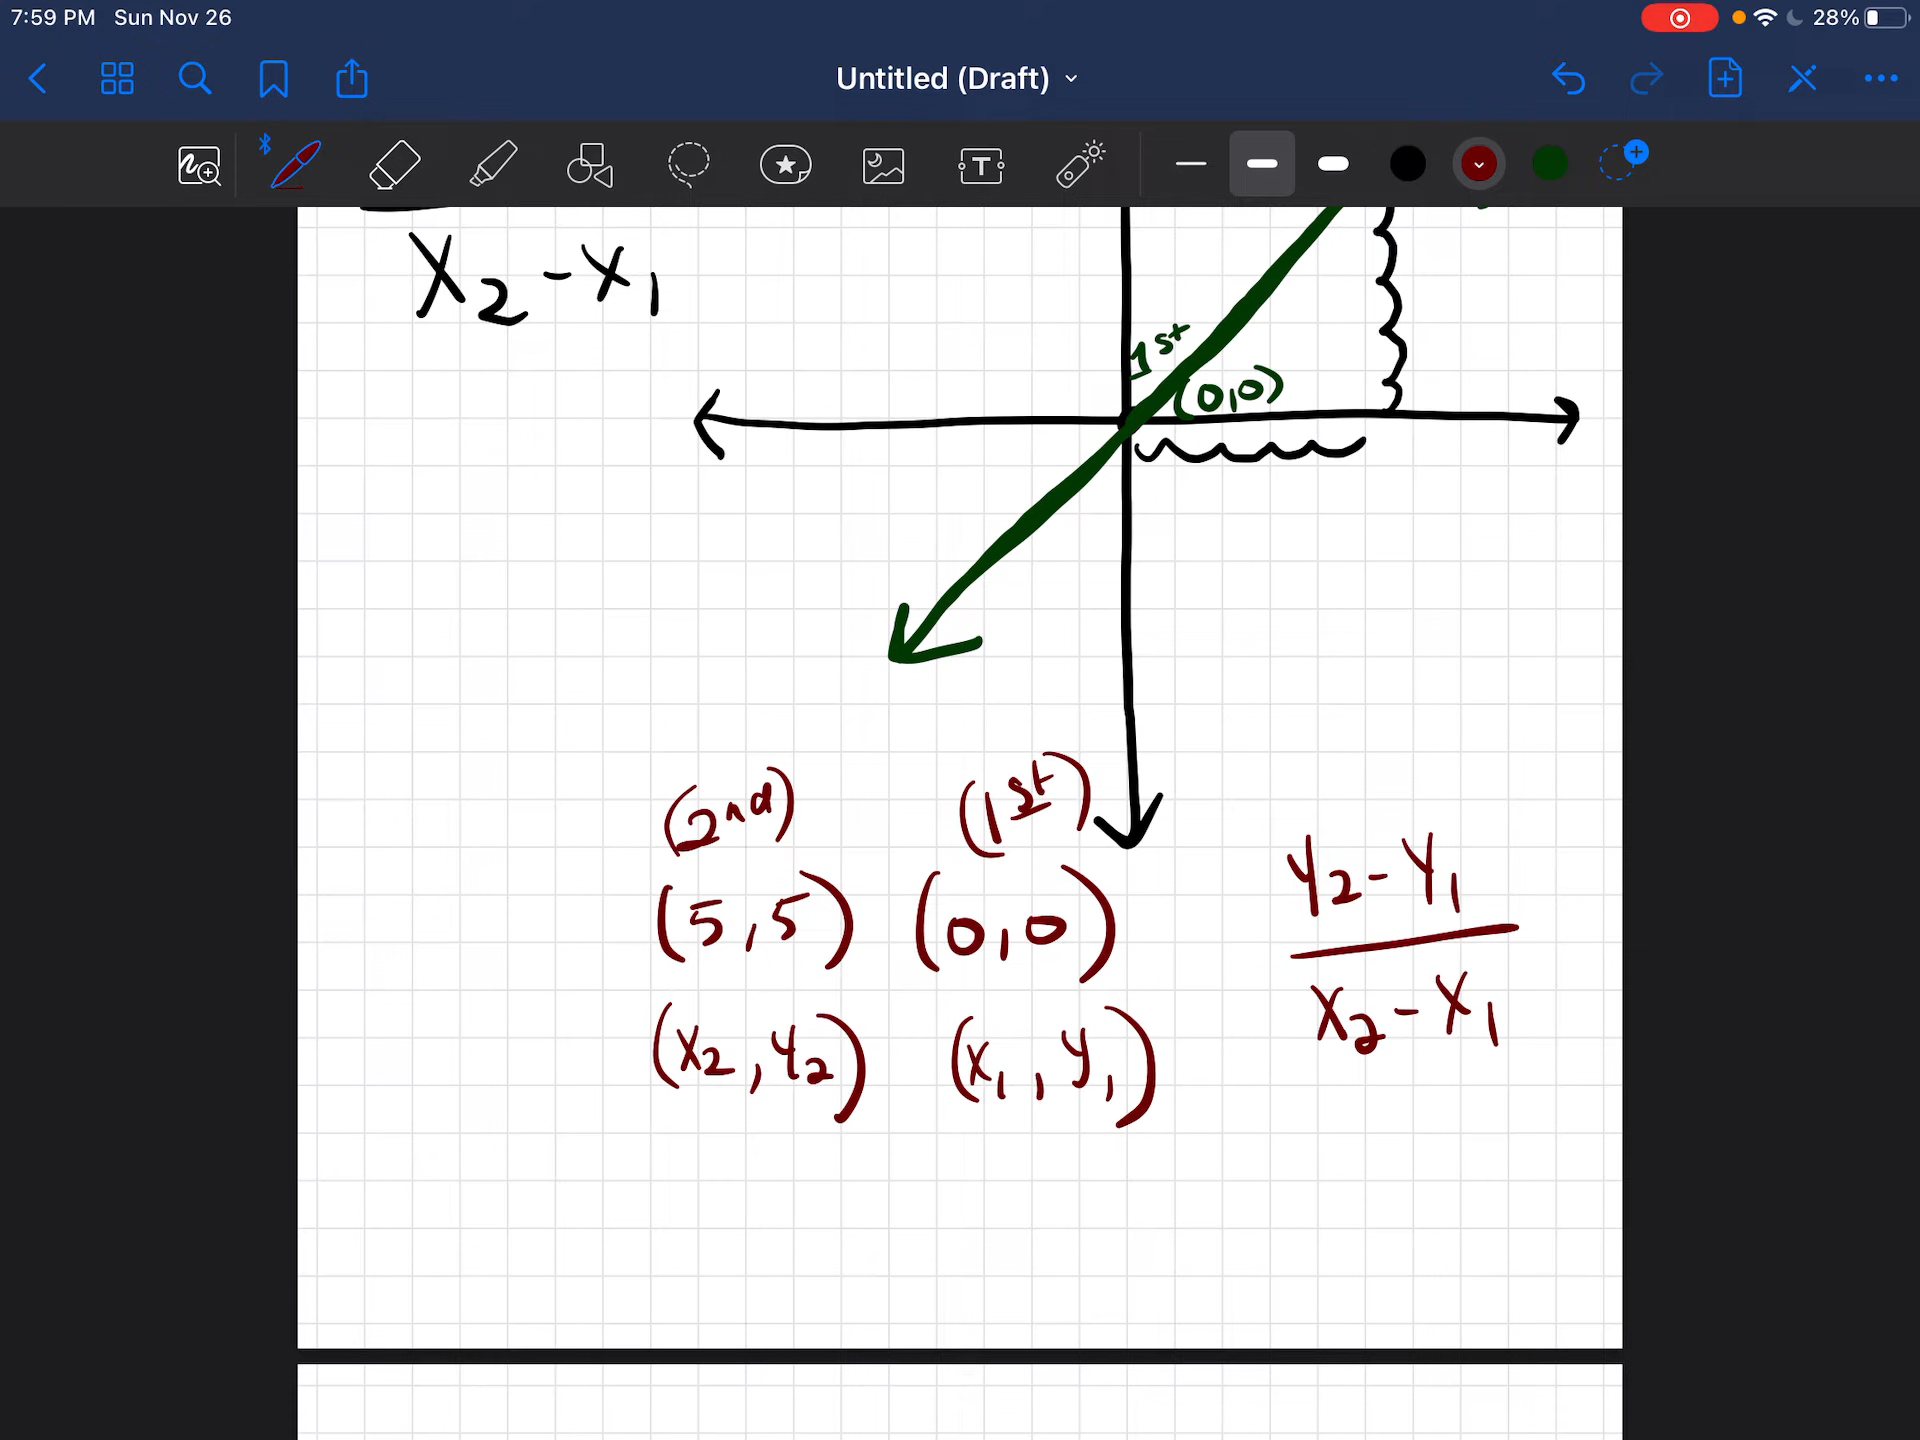 7:59 PM Sun Nov 26
28%
Untitled (Draft)
T
X₂-X₁
1st
(0,0)
(2nd) (1st)
(5,5) (0,0)
(X₂,Y₂) (X₁,Y₁)
Y₂-Y₁
X₂-X₁